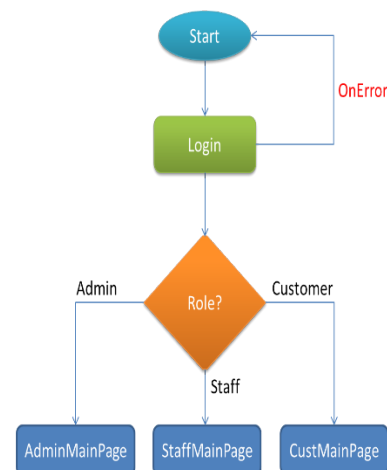 Start
OnError
Login
Admin
Customer
Role?
Staff
AdminMainPage
StaffMainPage
CustMainPage